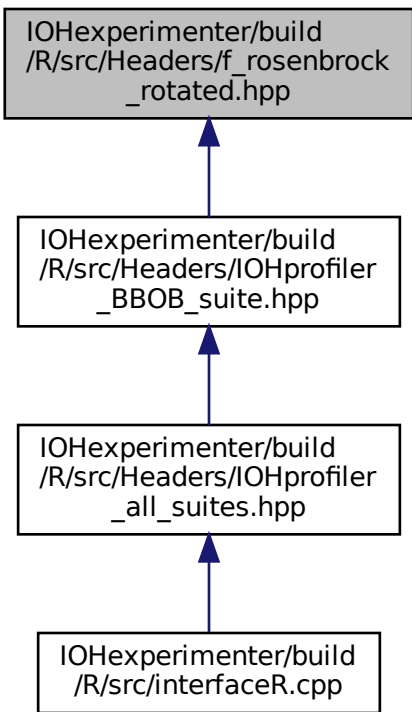 IOHexperimenter/build
/R/src/Headers/f_rosenbrock
_rotated.hpp
IOHexperimenter/build
/R/src/Headers/IOHprofiler
_BBOB_suite.hpp
IOHexperimenter/build
/R/src/Headers/IOHprofiler
_all_suites.hpp
IOHexperimenter/build
/R/src/interfaceR.cpp